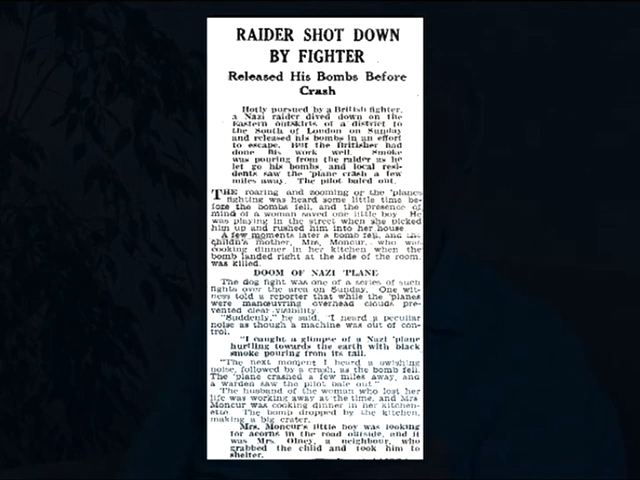 RAIDER SHOT DOWN
BY FIGHTER
Released His Bombs Before
Crash
Hotly pursued by a British fighter,
a Nazi raider dived down on the
Eastern outskirts of a district to
the South of London on Sunday
and released his bombs in an effort
to escape. But the Britisher had
done his work well. Smoke
was pouring from the raider as he
let go his bombs, and local resi-
dents saw the 'plane crash a few
miles away. The pilot baled out.
THE roaring and zooming of the 'planes
fighting was heard some little time be-
fore the bombs fell, and the presence of
mind of a woman saved one little boy. He
was playing in the street when she picked
him up and rushed him into her house.
A few moments later a bomb fell, and the
child's mother, Mrs. Moncur, who was
cooking dinner in her kitchen when the
bomb landed right at the side of the room,
was killed.
DOOM OF NAZI 'PLANE
The dog fight was one of a series of such
fights over the area on Sunday. One wit-
ness told a reporter that while the 'planes
were manœuvring overhead clouds pre-
vented clear visibility.
"Suddenly," he said, "I heard a peculiar
noise as though a machine was out of con-
trol.
"I caught a glimpse of a Nazi 'plane
hurtling towards the earth with black
smoke pouring from its tail.
"The next moment I heard a swishing
noise, followed by a crash, as the bomb fell.
The 'plane crashed a few miles away, and
a warden saw the pilot bale out."
The husband of the woman who lost her
life was working away at the time, and Mrs.
Moncur was cooking dinner in her kitchen-
ette. The bomb dropped by the kitchen,
making a big crater.
Mrs. Moncur's little boy was looking
for acorns in the road outside, and it
was Mrs. Olney, a neighbour, who
grabbed the child and took him to
shelter.